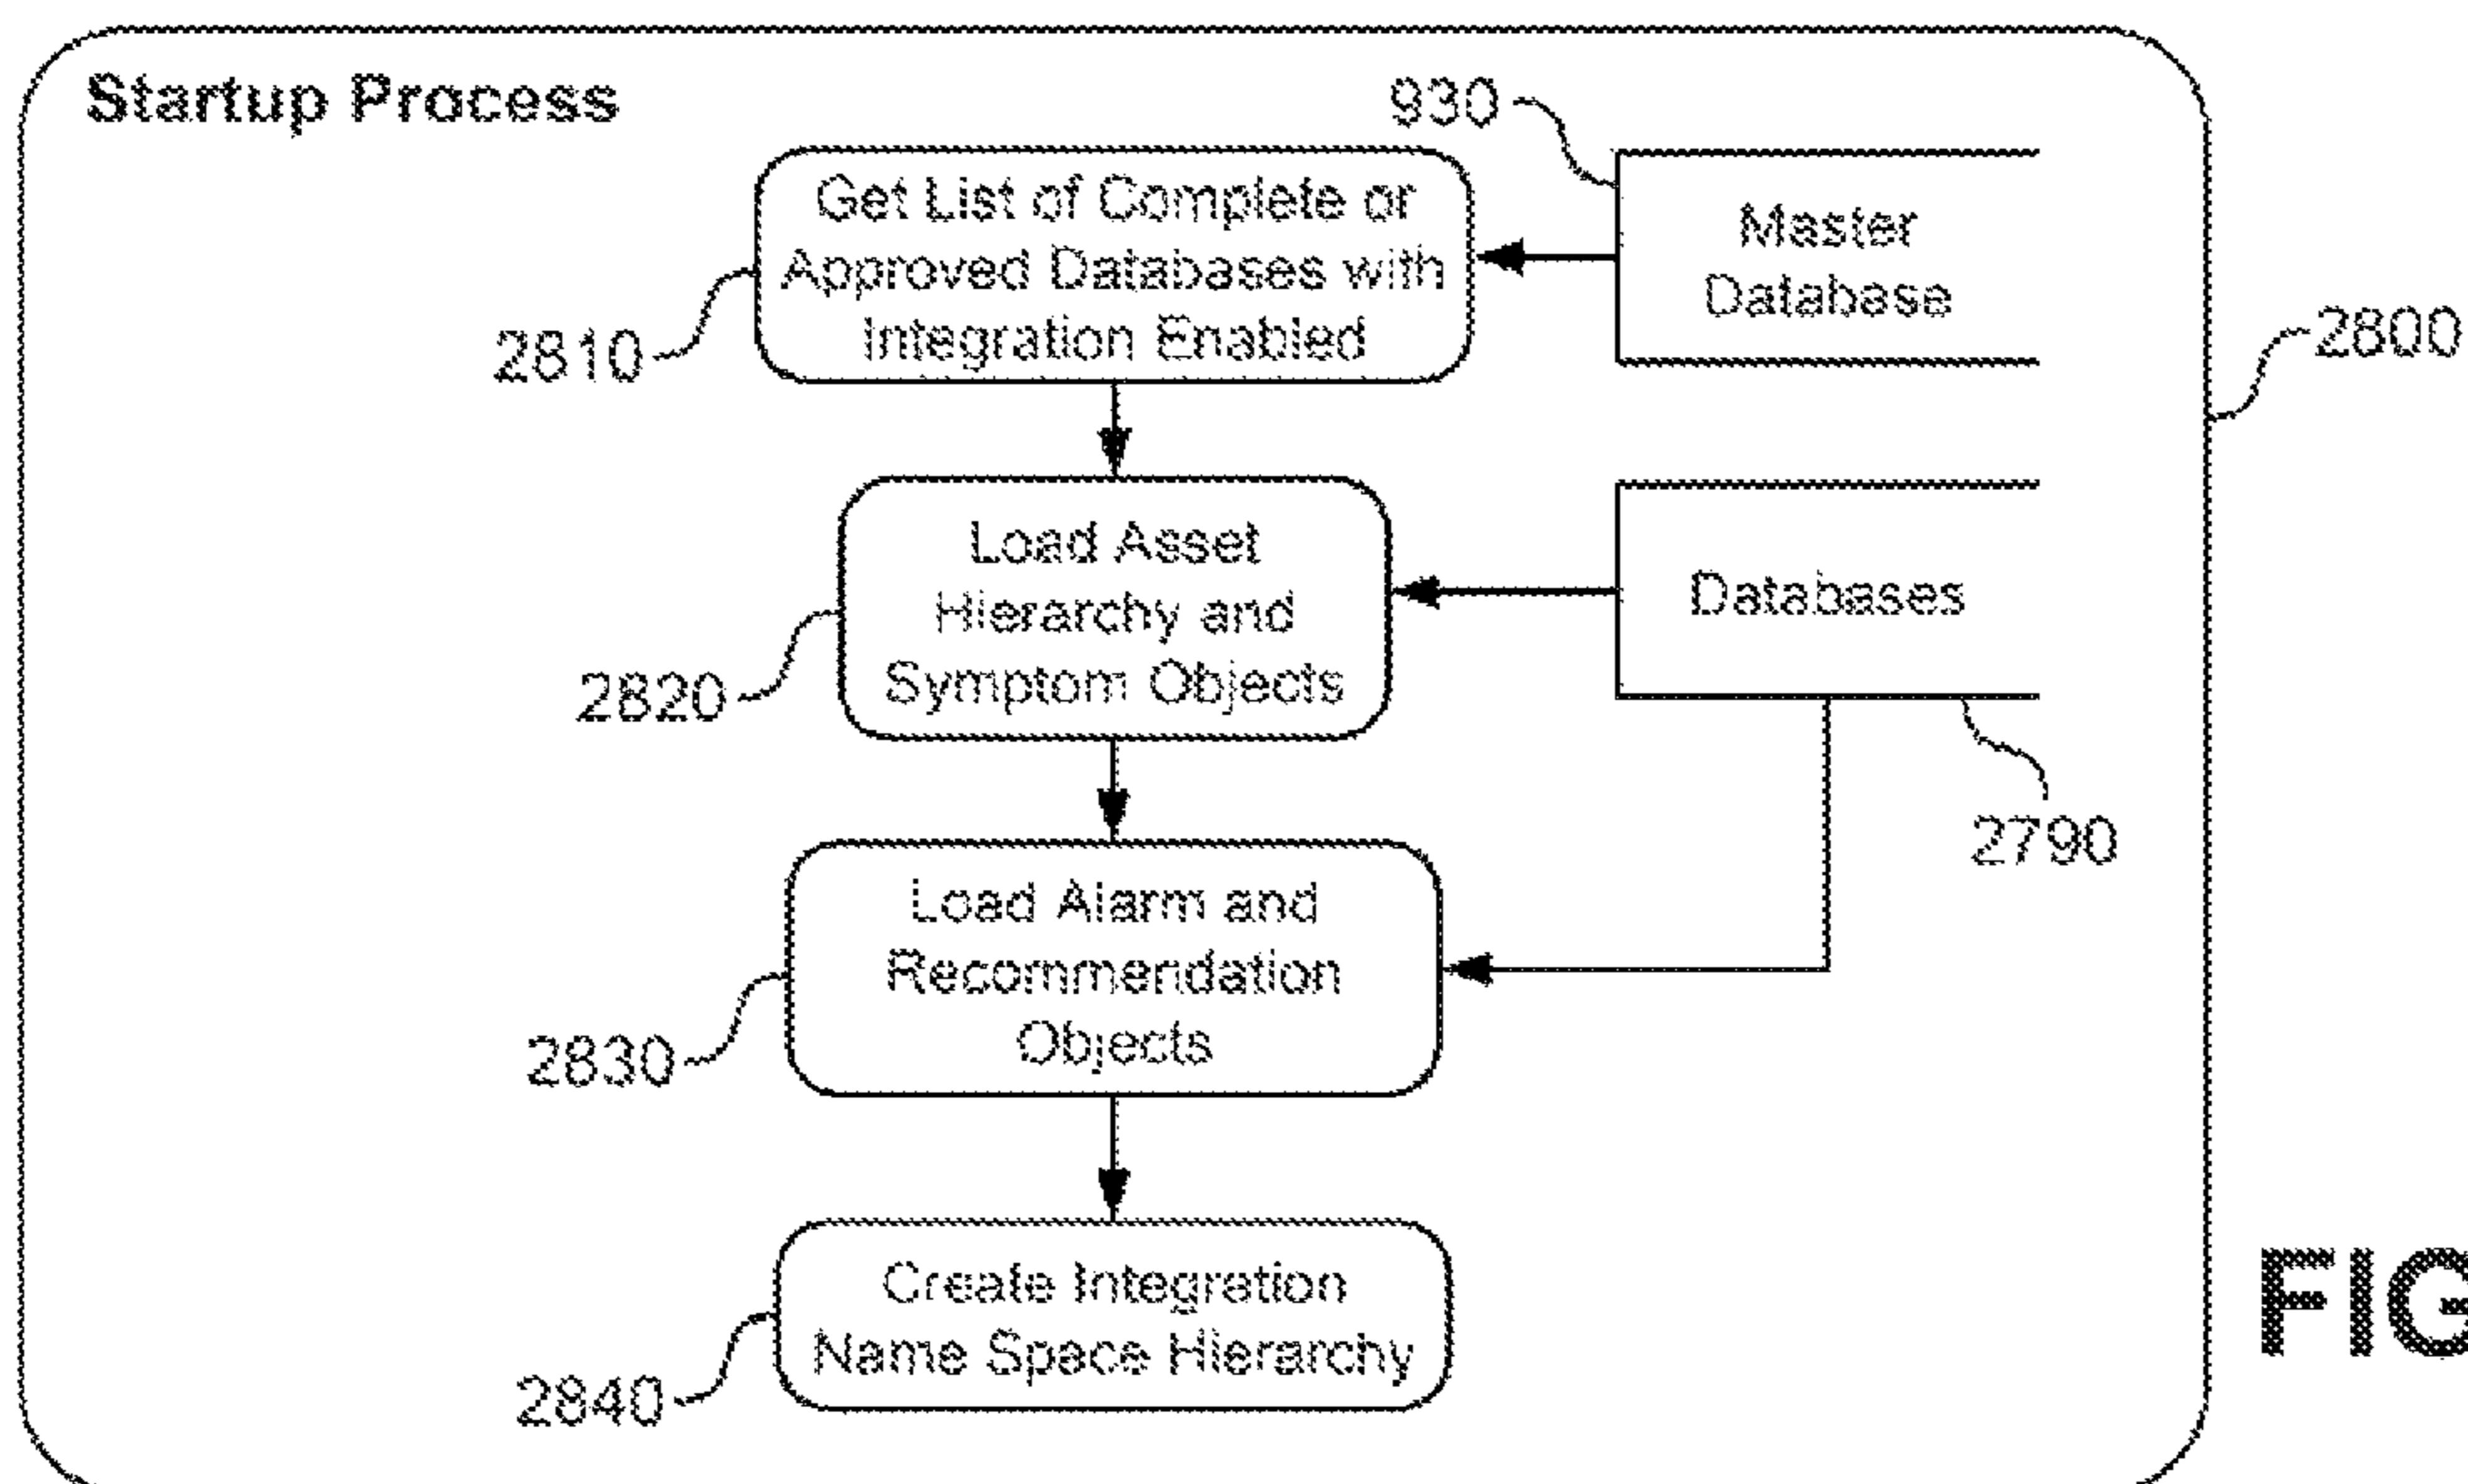 Startup Process
930
Get List of Complete or
Approved Databases with
Integration Enabled
Master
Database
2800
2810
Load Asset
Hierarchy and
Symptom Objects
Databases
2820
2790
Load Alarm and
Recommendation
Objects
2830
Create Integration
Name Space Hierarchy
2840
FIG